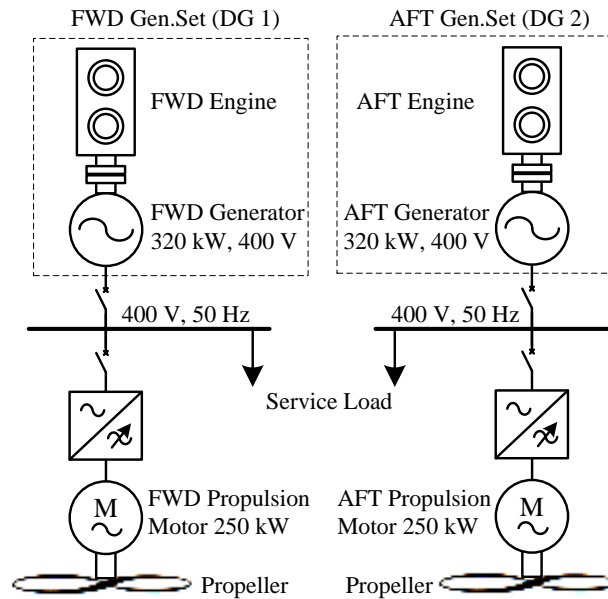 FWD Gen.Set (DG 1)
AFT Gen.Set (DG 2)
FWD Engine
AFT Engine
FWD Generator
320 kW, 400 V
AFT Generator
320 kW, 400 V
400 V, 50 Hz
400 V, 50 Hz
Service Load
M
FWD Propulsion
Motor 250 kW
AFT Propulsion
Motor 250 kW
M
Propeller
Propeller